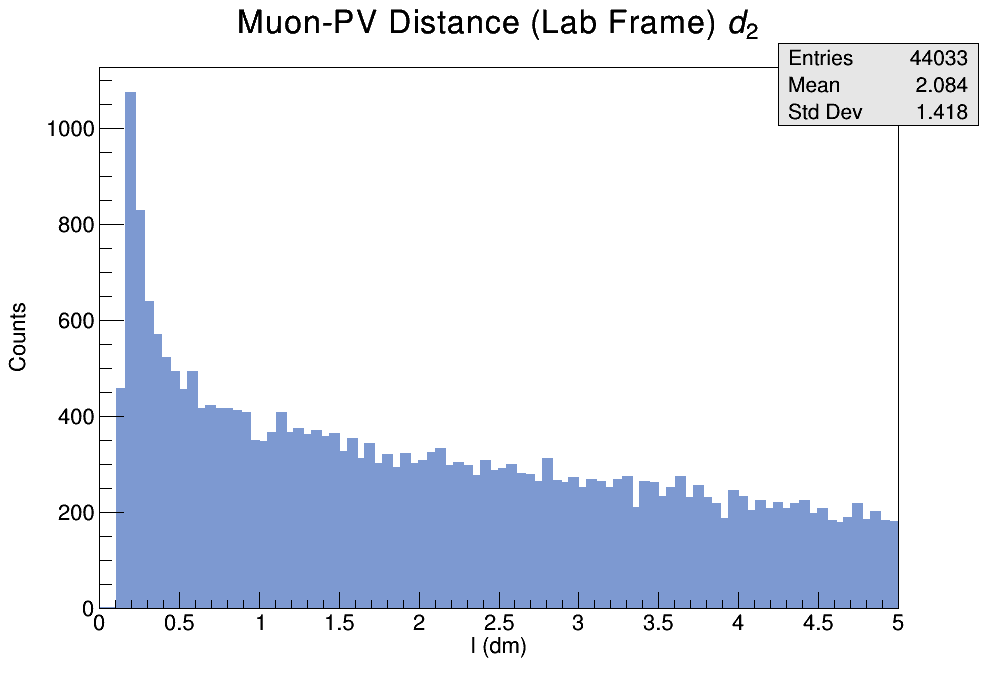 Muon-PV Distance (Lab Frame) d2
Entries 44033
Mean 2.084
Std Dev 1.418
1000
800
600
400
200
0
Counts
0 0.5 1 1.5 2 2.5 3 3.5 4 4.5 5
l (dm)